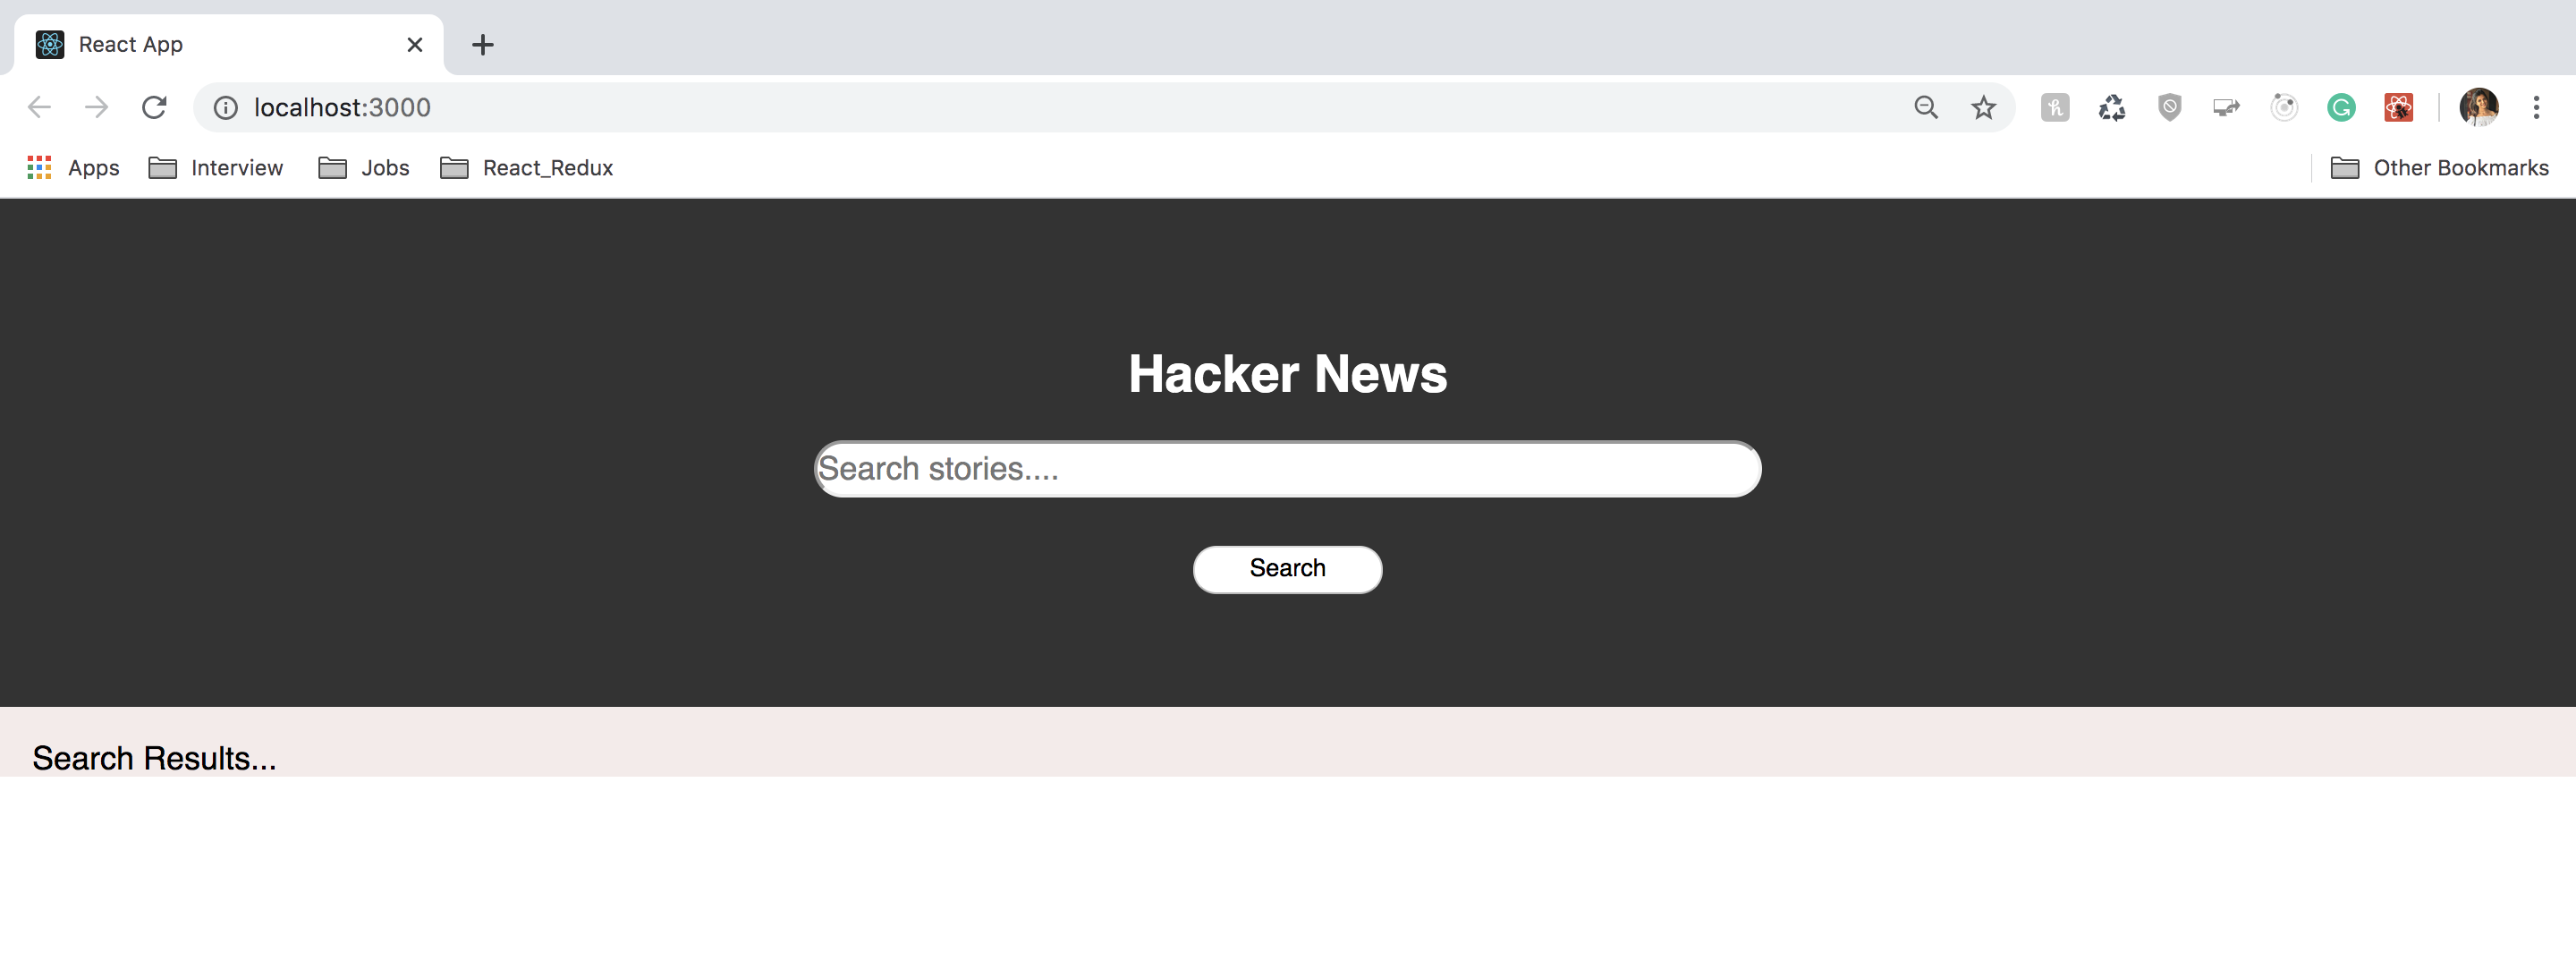 React App
localhost:3000
Apps Interview Jobs React_Redux Other Bookmarks
Hacker News
Search stories....
Search
Search Results...